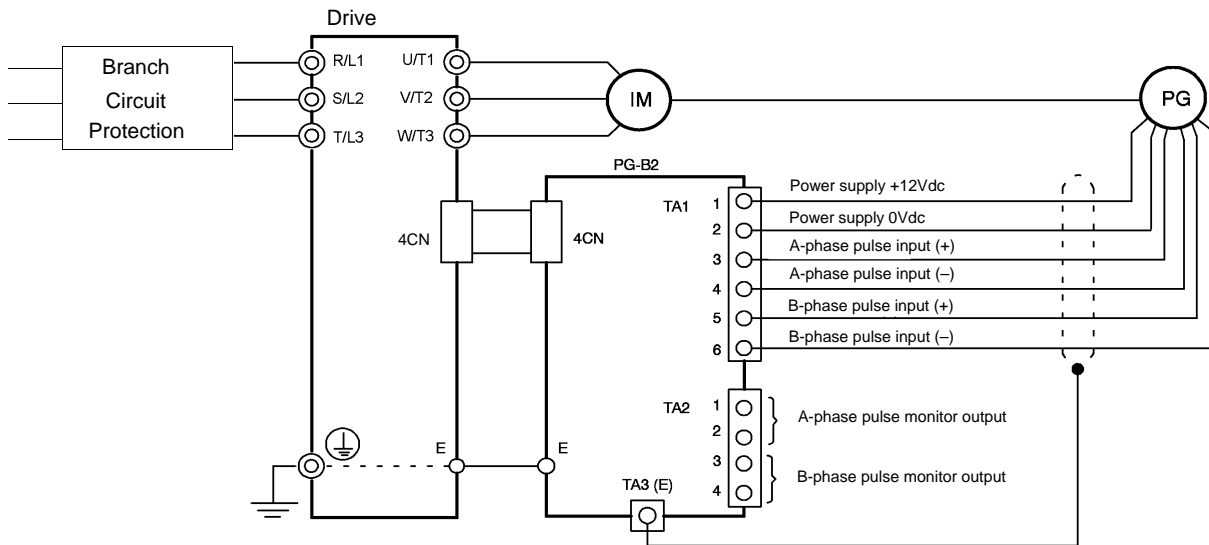 Drive
Branch
Circuit
Protection
R/L1
U/T1
S/L2
V/T2
T/L3
W/T3
IM
PG
PG-B2
4CN
4CN
TA1
1
Power supply +12Vdc
2
Power supply 0Vdc
3
A-phase pulse input (+)
4
A-phase pulse input (–)
5
B-phase pulse input (+)
6
B-phase pulse input (–)
TA2
1
2
A-phase pulse monitor output
3
4
B-phase pulse monitor output
E
E
TA3 (E)